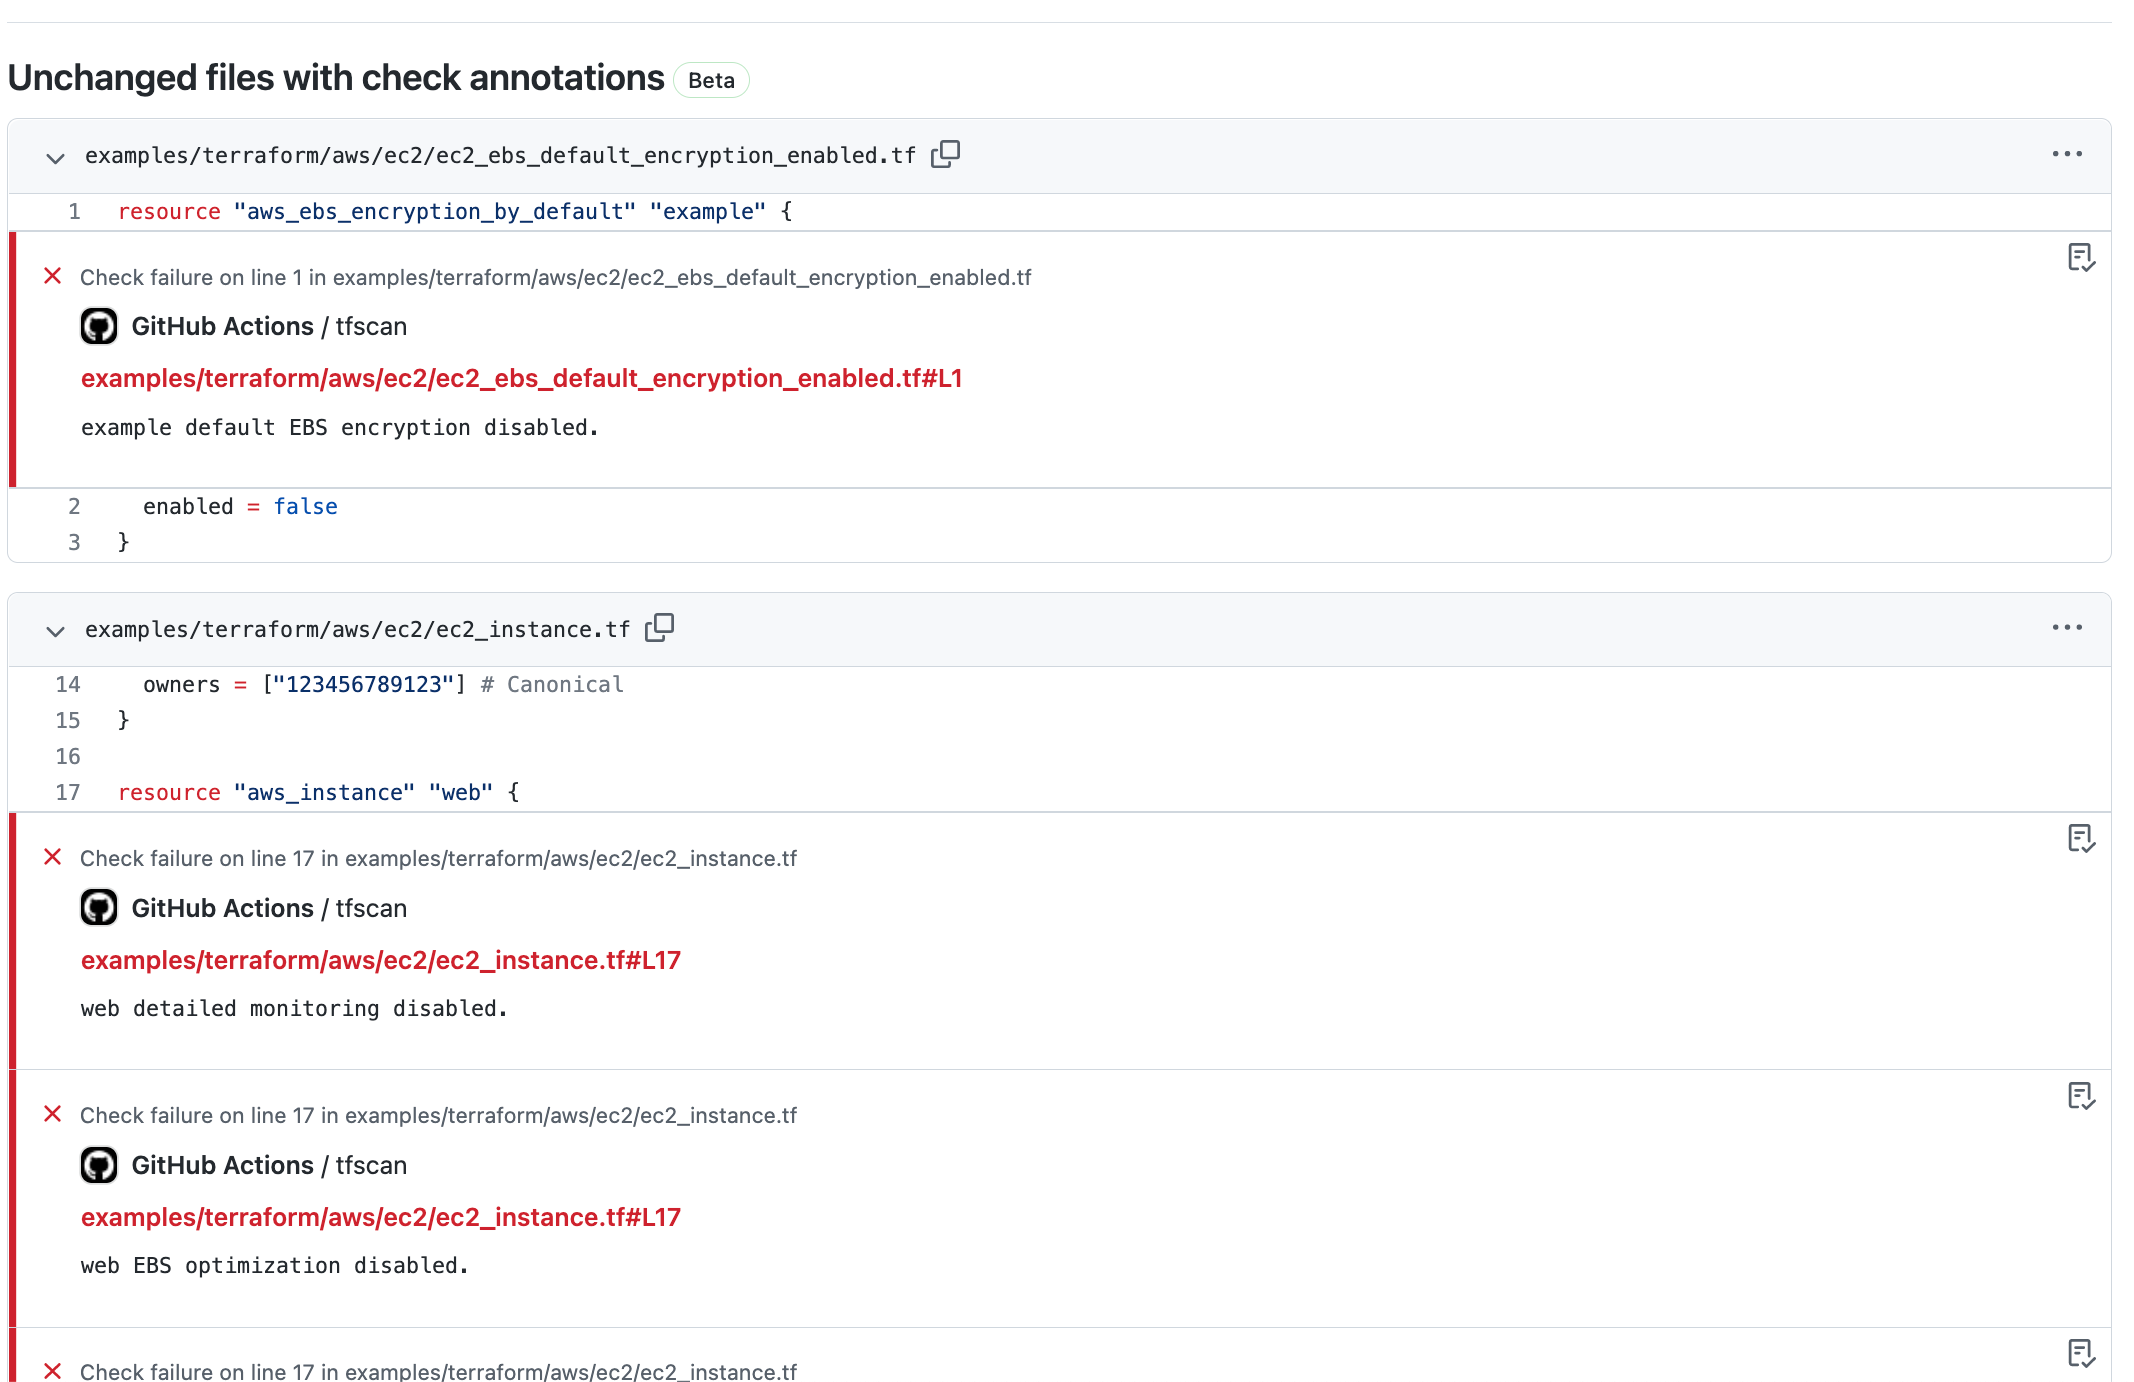 Unchanged files with check annotations Beta
examples/terraform/aws/ec2/ec2_ebs_default_encryption_enabled.tf
1 resource "aws_ebs_encryption_by_default" "example" {
Check failure on line 1 in examples/terraform/aws/ec2/ec2_ebs_default_encryption_enabled.tf
GitHub Actions / tfscan
examples/terraform/aws/ec2/ec2_ebs_default_encryption_enabled.tf#L1
example default EBS encryption disabled.
2 enabled = false
3 }
examples/terraform/aws/ec2/ec2_instance.tf
14 owners = ["123456789123"] # Canonical
15 }
16
17 resource "aws_instance" "web" {
Check failure on line 17 in examples/terraform/aws/ec2/ec2_instance.tf
GitHub Actions / tfscan
examples/terraform/aws/ec2/ec2_instance.tf#L17
web detailed monitoring disabled.
Check failure on line 17 in examples/terraform/aws/ec2/ec2_instance.tf
GitHub Actions / tfscan
examples/terraform/aws/ec2/ec2_instance.tf#L17
web EBS optimization disabled.
Check failure on line 17 in examples/terraform/aws/ec2/ec2_instance.tf